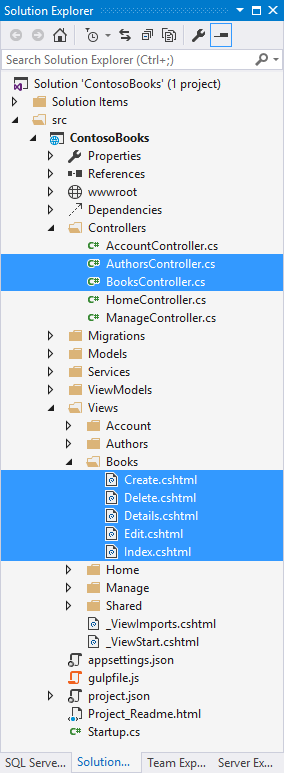 Solution Explorer
Search Solution Explorer (Ctrl+;)
Solution 'ContosoBooks' (1 project)
Solution Items
src
ContosoBooks
Properties
References
wwwroot
Dependencies
Controllers
C# AccountController.cs
C# AuthorsController.cs
C# BooksController.cs
C# HomeController.cs
C# ManageController.cs
Migrations
Models
Services
ViewModels
Views
Account
Authors
Books
Create.cshtml
Delete.cshtml
Details.cshtml
Edit.cshtml
Index.cshtml
Home
Manage
Shared
_ViewImports.cshtml
_ViewStart.cshtml
appsettings.json
gulpfile.js
project.json
Project_Readme.html
C# Startup.cs
SQL Serve... Solution... Team Exp... Server Ex...